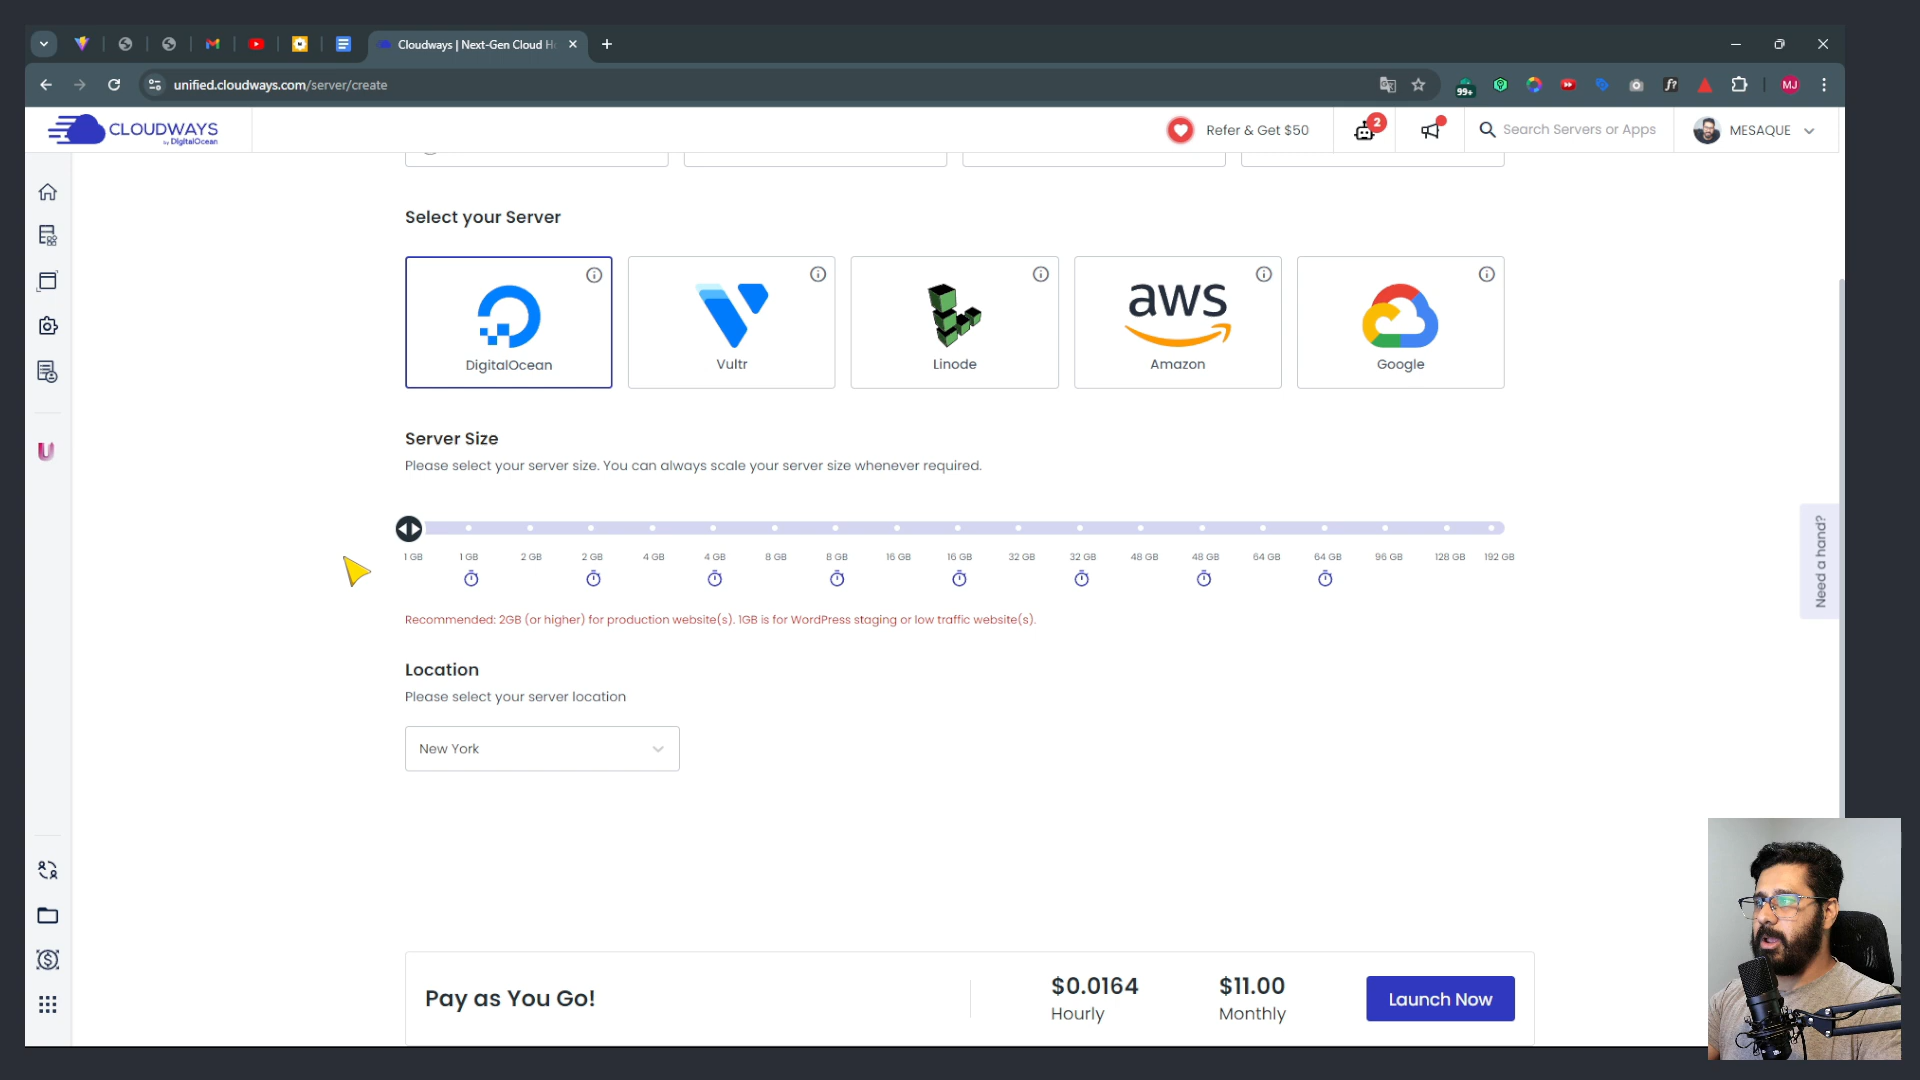 Cloudways | Next-Gen Cloud H
unified.cloudways.com/server/create
99+
f?
MJ
CLOUDWAYS
by DigitalOcean
Refer & Get $50
2
Search Servers or Apps
MESAQUE
Select your Server
DigitalOcean
Vultr
Linode
aws
Amazon
Google
Server Size
Please select your server size. You can always scale your server size whenever required.
1 GB 1 GB 2 GB 2 GB 4 GB 4 GB 8 GB 8 GB 16 GB 16 GB 32 GB 32 GB 48 GB 48 GB 64 GB 64 GB 96 GB 128 GB 192 GB
Recommended: 2GB (or higher) for production website(s). 1GB is for WordPress staging or low traffic website(s).
Need a hand?
Location
Please select your server location
New York
Pay as You Go!
$0.0164
Hourly
$11.00
Monthly
Launch Now